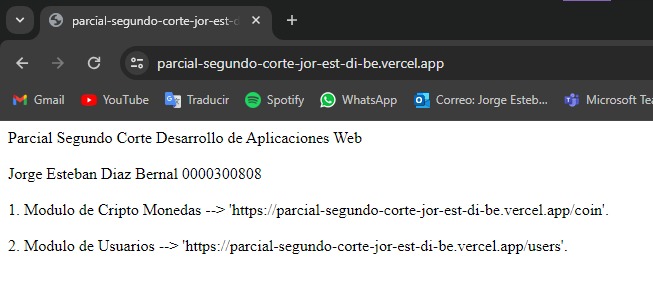 parcial-segundo-corte-jor-est-d
parcial-segundo-corte-jor-est-di-be.vercel.app
Gmail YouTube Traducir Spotify WhatsApp Correo: Jorge Esteb... Microsoft Tea
Parcial Segundo Corte Desarrollo de Aplicaciones Web
Jorge Esteban Diaz Bernal 0000300808
1. Modulo de Cripto Monedas --> 'https://parcial-segundo-corte-jor-est-di-be.vercel.app/coin'.
2. Modulo de Usuarios --> 'https://parcial-segundo-corte-jor-est-di-be.vercel.app/users'.